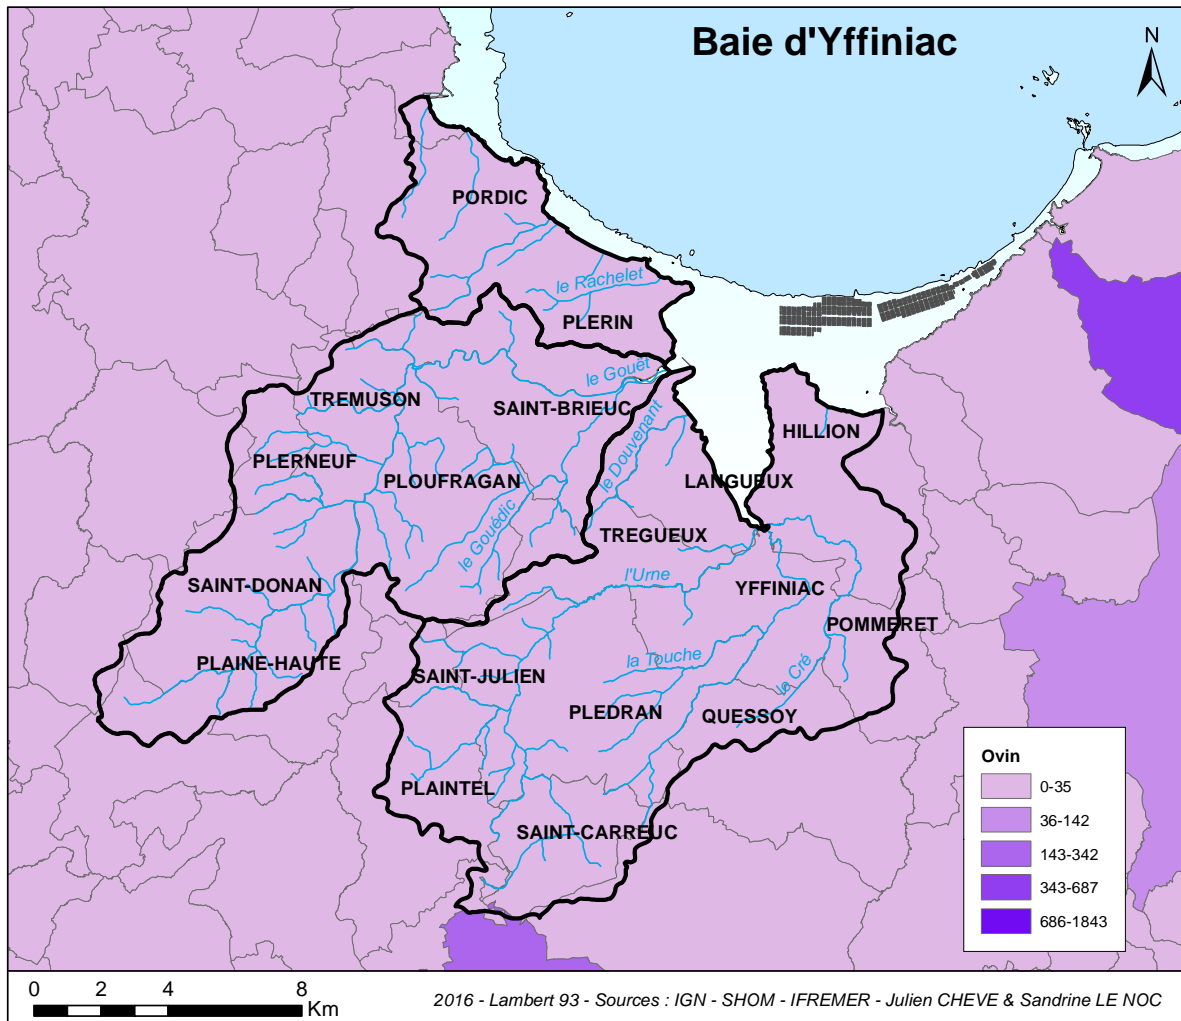 Baie d'Yffiniac
N
PORDIC
le Rachelet
PLERIN
le Gouët
TREMUSON
SAINT-BRIEUC
le Douvenant
HILLION
PLERNEUF
PLOUFRAGAN
LANGUEUX
le Gouédic
TREGUEUX
SAINT-DONAN
l'Urne
YFFINIAC
POMMERET
PLAINE-HAUTE
SAINT-JULIEN
la Touche
le Cré
PLEDRAN
QUESSOY
PLAINTEL
SAINT-CARREUC
Ovin
0-35
36-142
143-342
343-687
686-1843
0 2 4 8
Km
2016 - Lambert 93 - Sources : IGN - SHOM - IFREMER - Julien CHEVE & Sandrine LE NOC